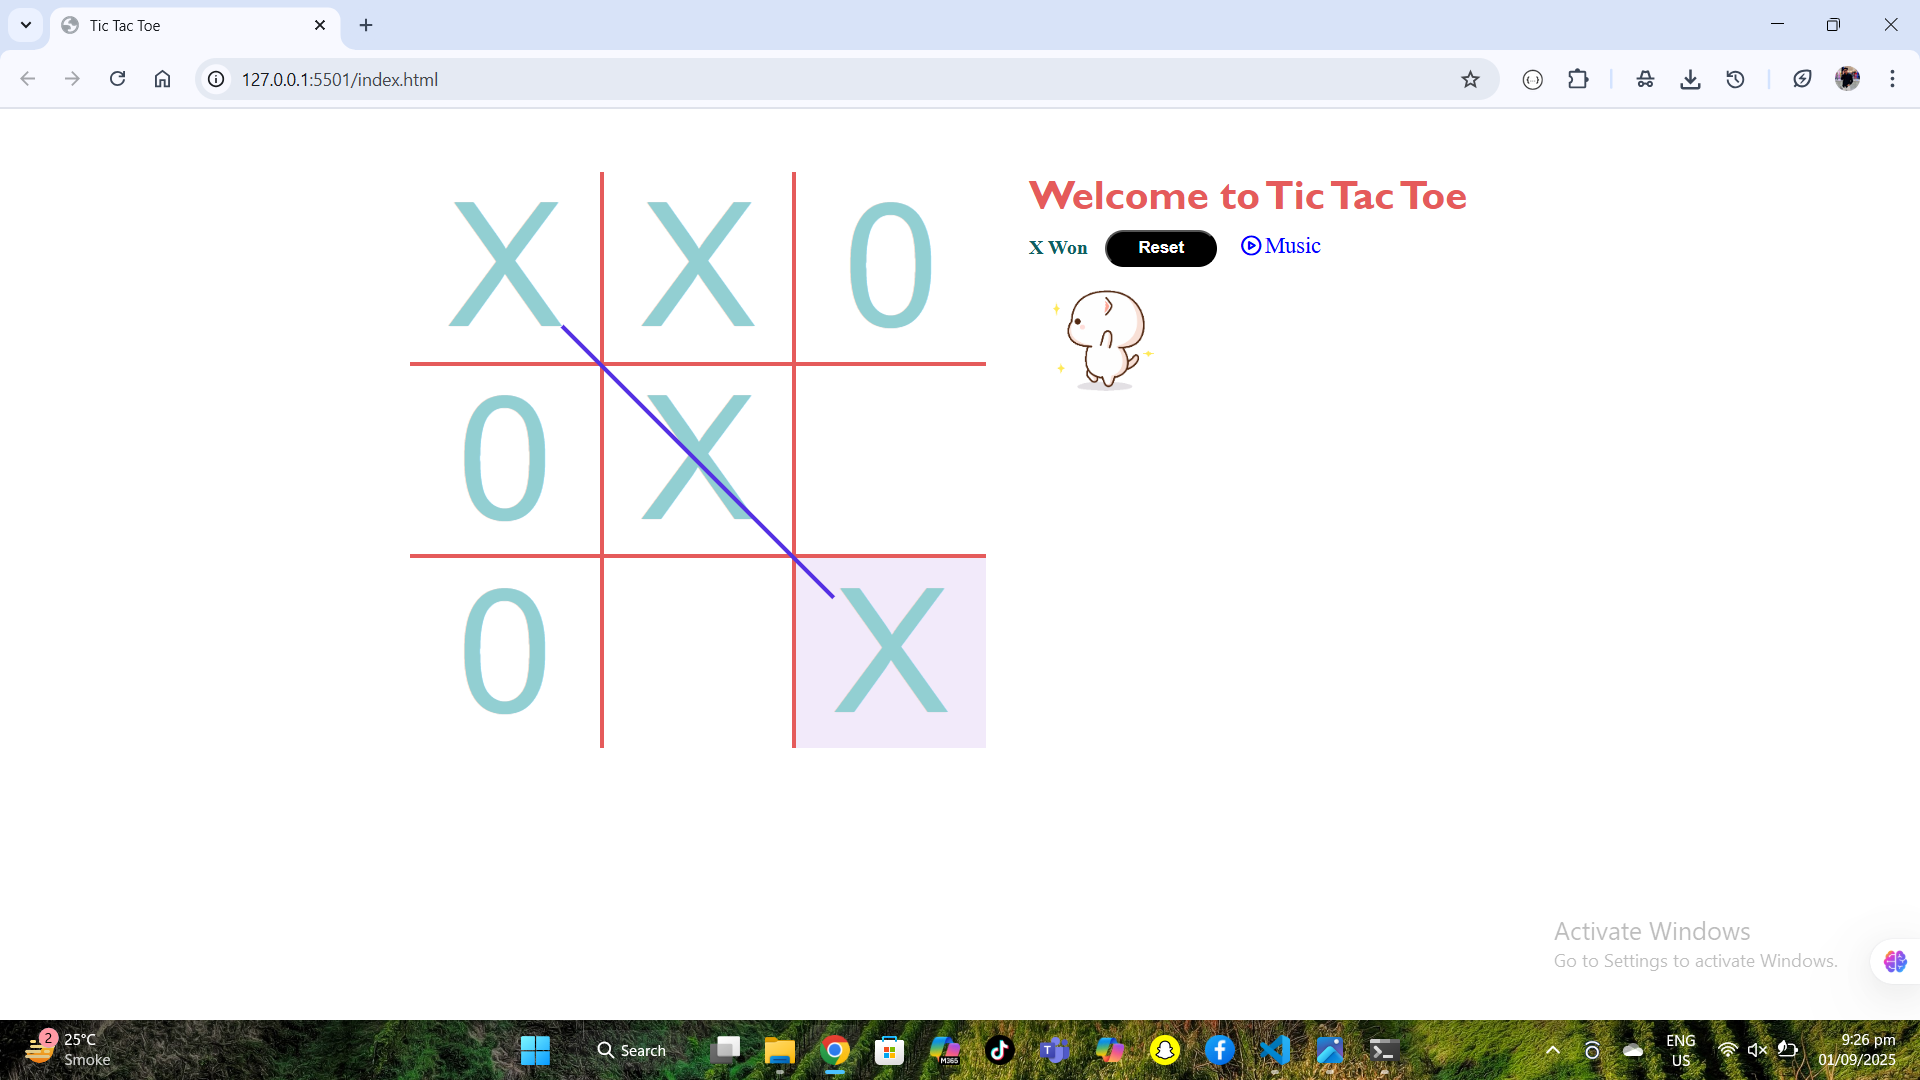 Tic Tac Toe
127.0.0.1:5501/index.html
X X 0
0 X
0 X
Welcome to Tic Tac Toe
X Won Reset Music
Activate Windows
Go to Settings to activate Windows.
2
25°C
Smoke
Search
M365
ENG
US
9:26 pm
01/09/2025